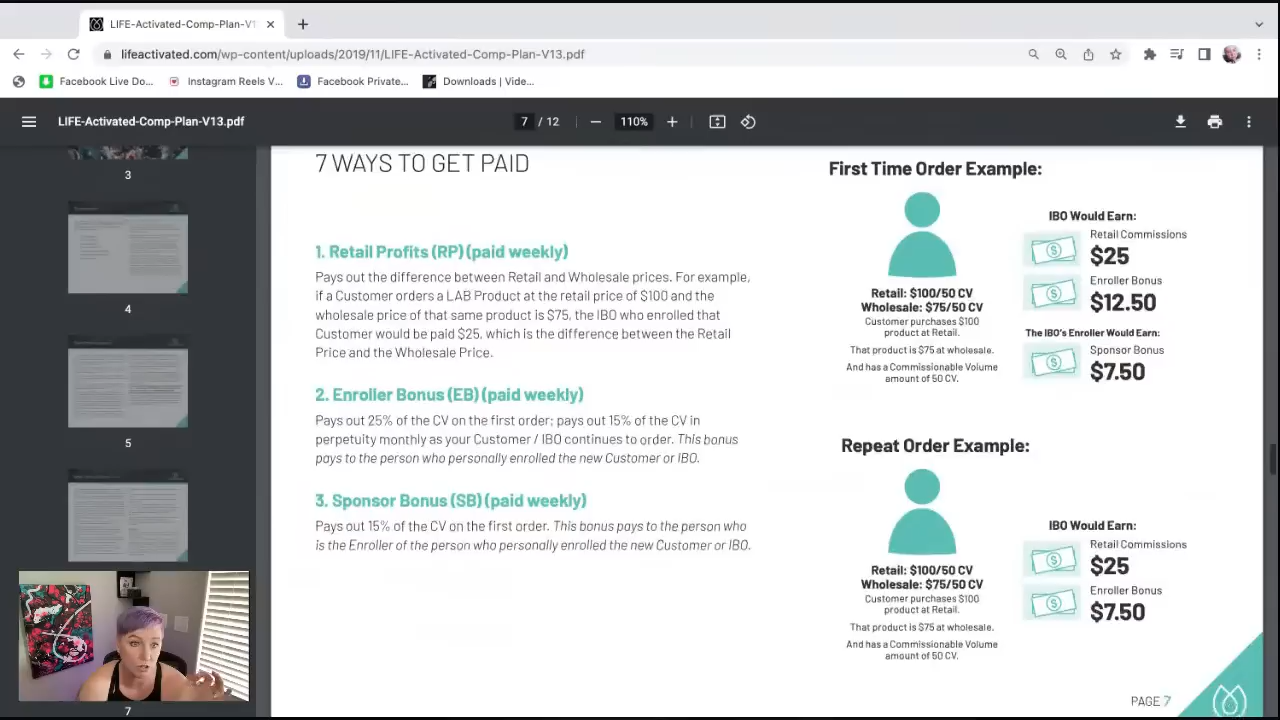 LIFE-Activated-Comp-Plan-V1
lifeactivated.com/wp-content/uploads/2019/11/LIFE-Activated-Comp-Plan-V13.pdf
Facebook Live Do...
Instagram Reels V...
Facebook Private...
Downloads | Vide...
LIFE-Activated-Comp-Plan-V13.pdf
7 / 12
110%
3
4
5
7
7 WAYS TO GET PAID
1. Retail Profits (RP) (paid weekly)
Pays out the difference between Retail and Wholesale prices. For example,
if a Customer orders a LAB Product at the retail price of $100 and the
wholesale price of that same product is $75, the IBO who enrolled that
Customer would be paid $25, which is the difference between the Retail
Price and the Wholesale Price.
2. Enroller Bonus (EB) (paid weekly)
Pays out 25% of the CV on the first order; pays out 15% of the CV in
perpetuity monthly as your Customer / IBO continues to order. This bonus
pays to the person who personally enrolled the new Customer or IBO.
3. Sponsor Bonus (SB) (paid weekly)
Pays out 15% of the CV on the first order. This bonus pays to the person who
is the Enroller of the person who personally enrolled the new Customer or IBO.
First Time Order Example:
Retail: $100/50 CV
Wholesale: $75/50 CV
Customer purchases $100
product at Retail.
That product is $75 at wholesale.
And has a Commissionable Volume
amount of 50 CV.
IBO Would Earn:
Retail Commissions
$25
Enroller Bonus
$12.50
The IBO's Enroller Would Earn:
Sponsor Bonus
$7.50
Repeat Order Example:
Retail: $100/50 CV
Wholesale: $75/50 CV
Customer purchases $100
product at Retail.
That product is $75 at wholesale.
And has a Commissionable Volume
amount of 50 CV.
IBO Would Earn:
Retail Commissions
$25
Enroller Bonus
$7.50
PAGE 7